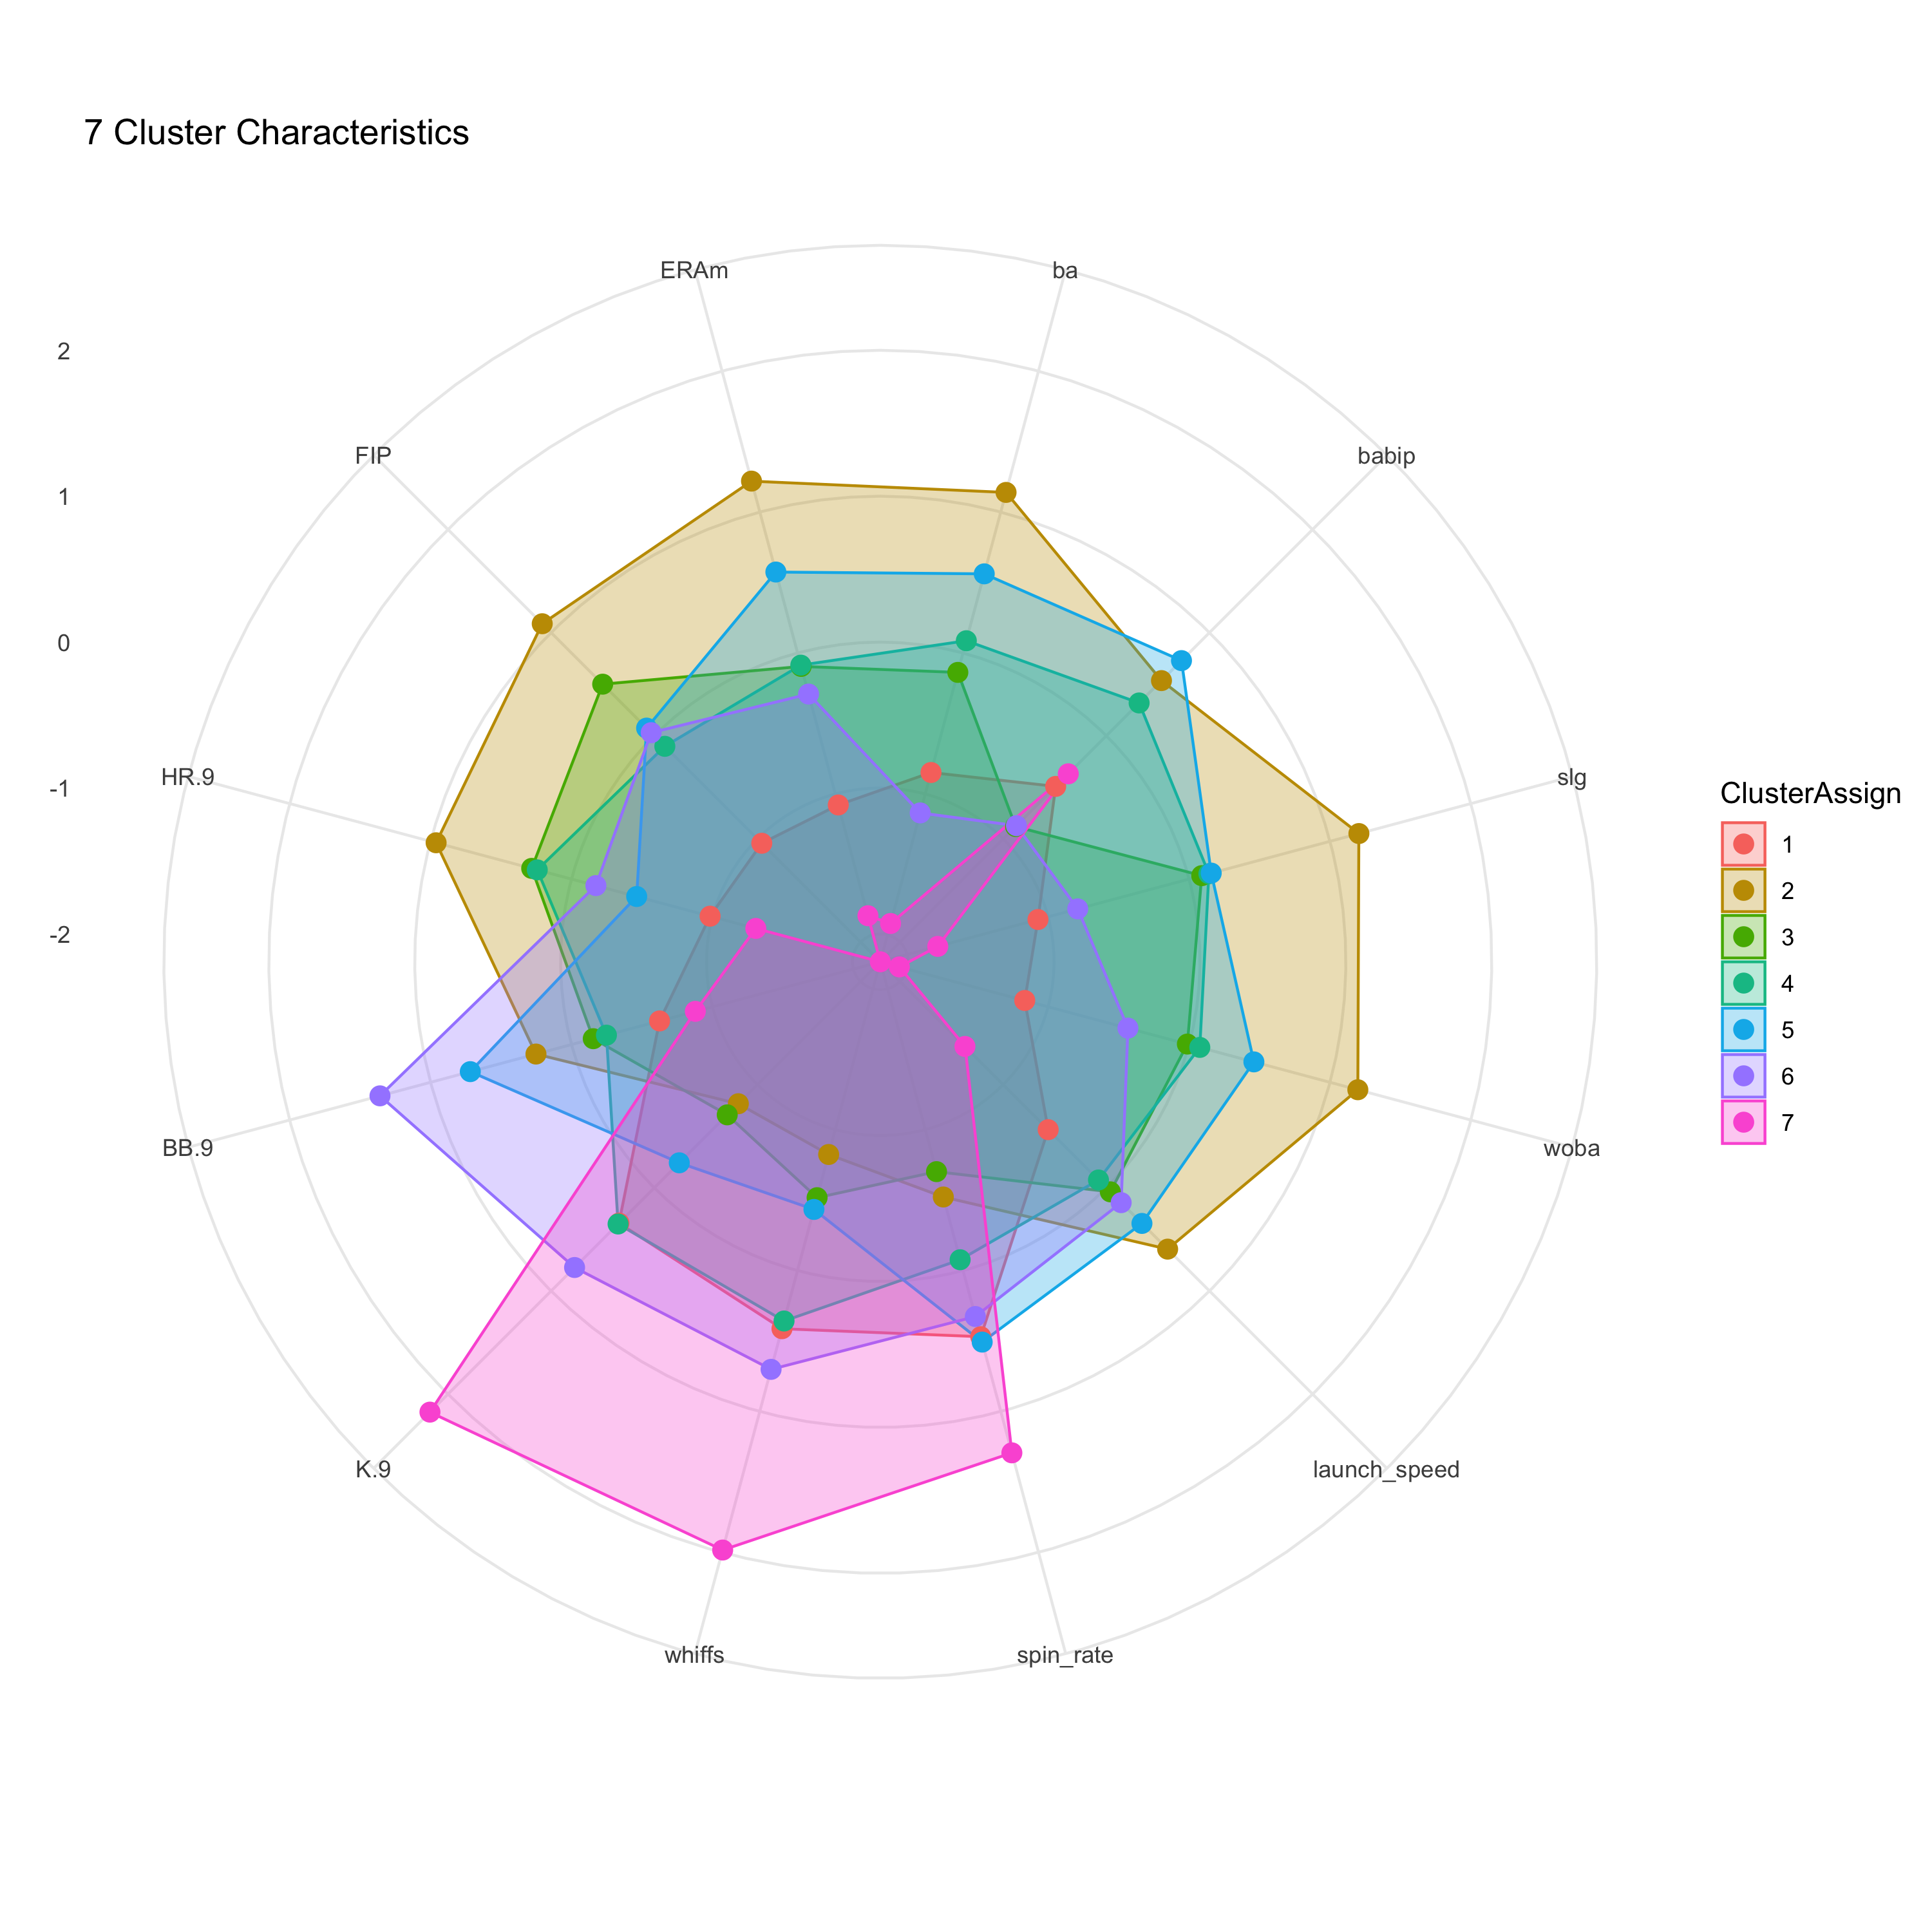 7 Cluster Characteristics
ERAm
ba
2
FIP
babip
1
0
HR.9
slg
-1
ClusterAssign
1
2
-2
3
4
5
6
7
BB.9
woba
K.9
launch_speed
whiffs
spin_rate